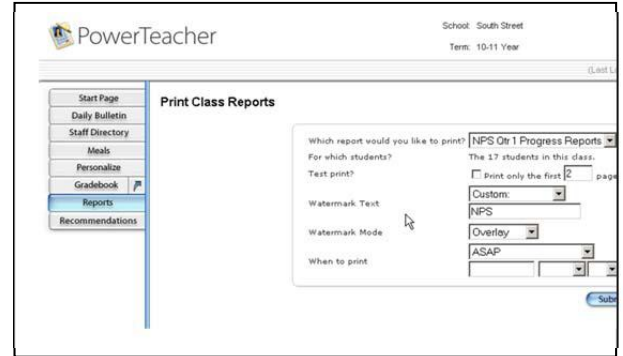 PowerTeacher
School: South Street
Term: 10-11 Year
Start Page
Daily Bulletin
Staff Directory
Meals
Personalize
Gradebook
Reports
Recommendations
Print Class Reports
Which report would you like to print? NPS Qtr 1 Progress Reports
For which students? The 17 students in this class.
Test print? Print only the first 2 page
Watermark Text Custom:
NPS
Watermark Mode Overlay
When to print ASAP